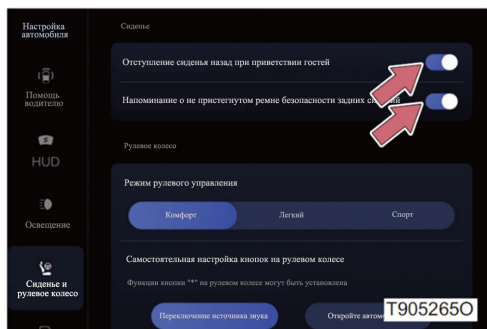 Настройка
автомобиля
Сиденье
Отступление сиденья назад при приветствии гостей
Напоминание о не пристегнутом ремне безопасности задних сидений
Помощь
водителю
Рулевое колесо
HUD
Режим рулевого управления
Комфорт Легкий Спорт
Освещение
Самостоятельная настройка кнопок на рулевом колесе
Функции кнопки "*" на рулевом колесе могут быть установлена
Сиденье и
рулевое колесо
Переключение источника звука Откройте
T905265O